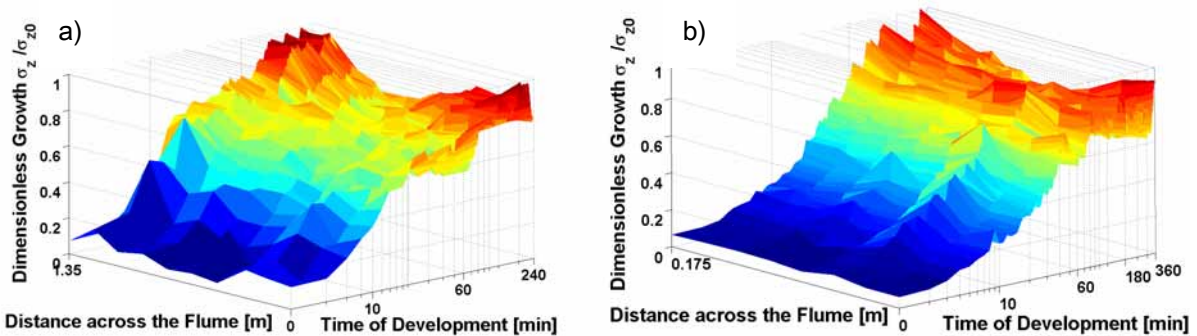 a)
Dimensionless Growth σz /σz0
1
0.8
0.6
0.4
0.2
0
1.35
Distance across the Flume [m]
0
10
60
240
Time of Development [min]
b)
Dimensionless Growth σz /σz0
1
0.8
0.6
0.4
0.2
0
0.175
Distance across the Flume [m]
0
10
60
180
360
Time of Development [min]